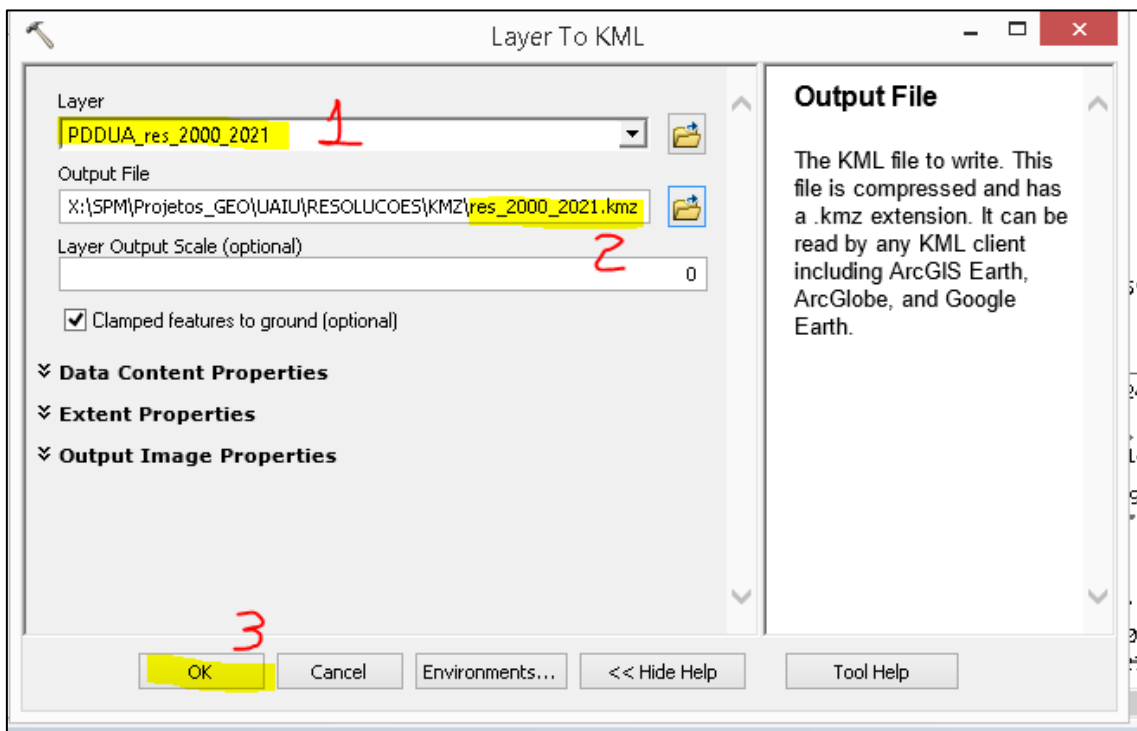 Layer To KML
Layer
1
PDDUA_res_2000_2021
Output File
X:\SPM\Projetos_GEO\UAIU\RESOLUCOES\KMZ\res_2000_2021.kmz
2
Layer Output Scale (optional)
0
Clamped features to ground (optional)
Data Content Properties
Extent Properties
Output Image Properties
Output File
The KML file to write. This
file is compressed and has
a .kmz extension. It can be
read by any KML client
including ArcGIS Earth,
ArcGlobe, and Google
Earth.
3
OK
Cancel
Environments...
<< Hide Help
Tool Help